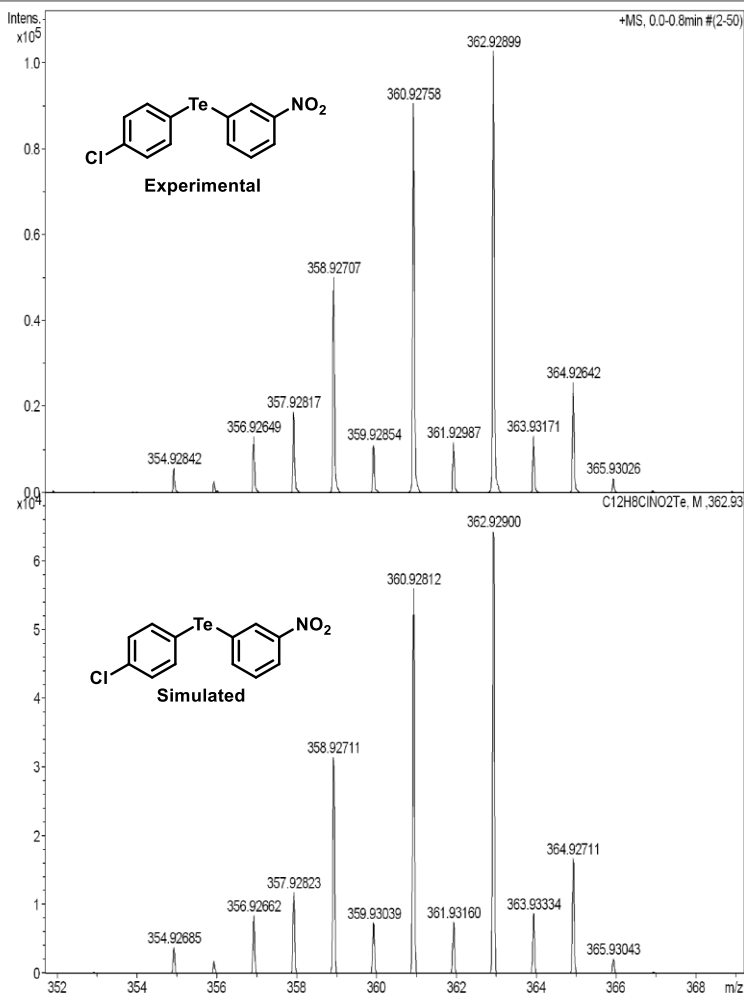 Intens.
x10⁵
+MS, 0.0-0.8min #(2-50)
362.92899
1.0
360.92758
Te
NO₂
Cl
Experimental
0.8
0.6
358.92707
0.4
364.92642
0.2
357.92817
356.92649
359.92854
361.92987
363.93171
354.92842
365.93026
0.0
x10⁴
C12H8ClNO2Te, M ,362.93
362.92900
6
360.92812
Te
NO₂
Cl
Simulated
5
4
358.92711
3
2
364.92711
357.92823
1
356.92662
359.93039
361.93160
363.93334
354.92685
365.93043
0
352 354 356 358 360 362 364 366 368 m/z